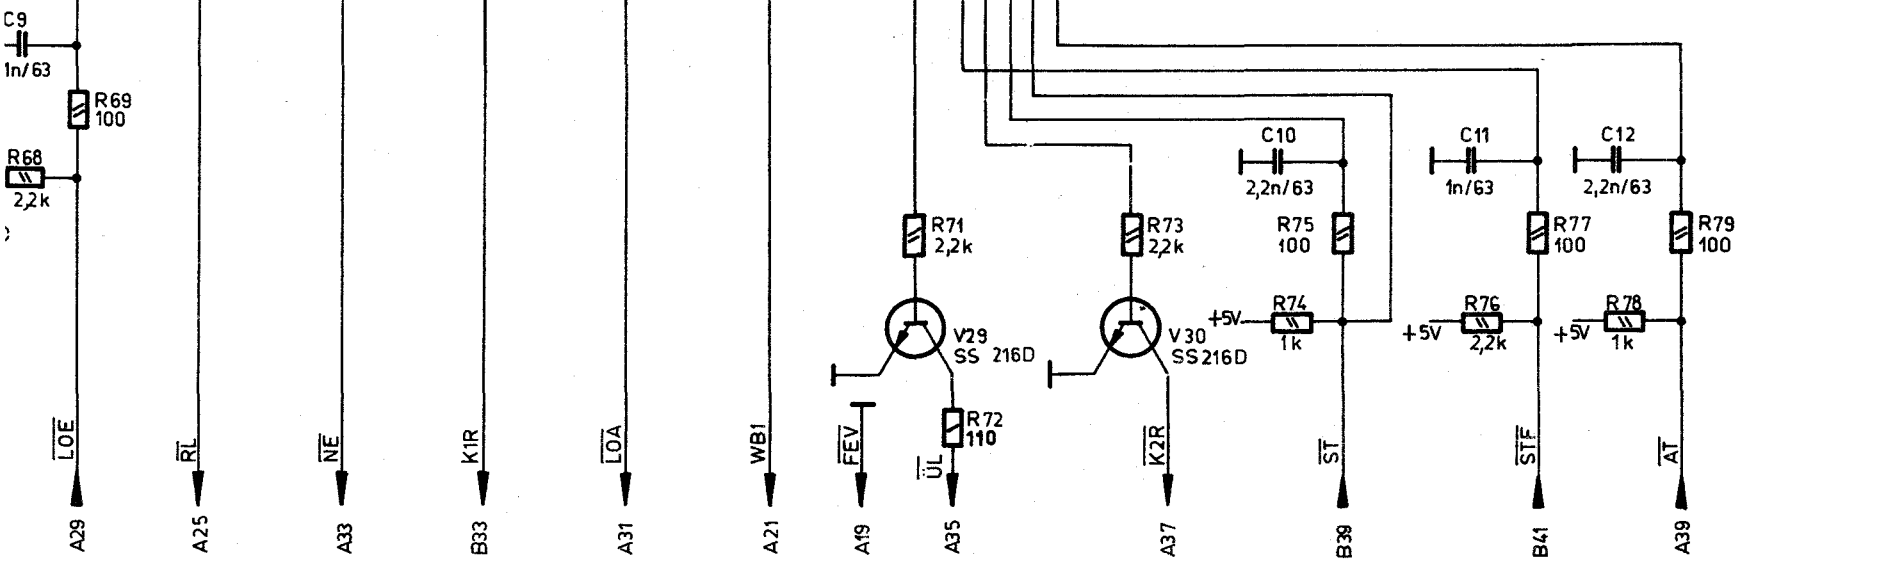 C9
1n/63
R69
100
R68
2,2k
C10
2,2n/63
C11
1n/63
C12
2,2n/63
R71
2,2k
R73
2,2k
R75
100
R77
100
R79
100
V29
SS 216D
V30
SS216D
+5V
R74
1k
+5V
R76
2,2k
+5V
R78
1k
R72
110
LOE
RL
NE
K1R
LOA
WB1
FEV
ÜL
K2R
ST
STF
AT
A29
A25
A33
B33
A31
A21
A19
A35
A37
B39
B41
A39